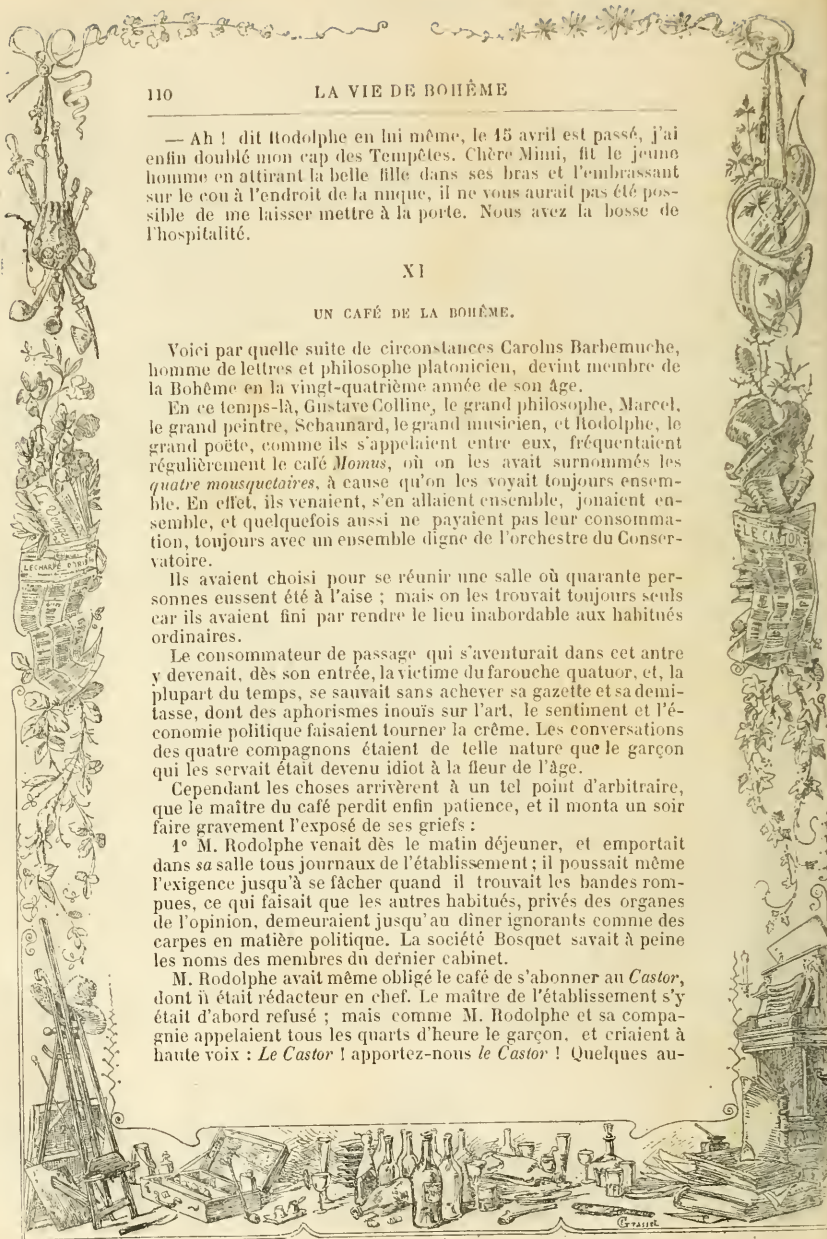 110 LA VIE DE BOHÊME
— Ah ! dit Rodolphe en lui même, le 15 avril est passé, j'ai
enfin doublé mon cap des Tempêtes. Chère Mimi, fit le jeune
homme en attirant la belle fille dans ses bras et l'embrassant
sur le cou à l'endroit de la nuque, il ne vous aurait pas été pos-
sible de me laisser mettre à la porte. Nous avez la bosse de
l'hospitalité.
XI
UN CAFÉ DE LA BOHÊME.
Voici par quelle suite de circonstances Carolus Barbemuche,
homme de lettres et philosophe platonicien, devint membre de
la Bohême en la vingt-quatrième année de son âge.
En ce temps-là, Gustave Colline, le grand philosophe, Marcel,
le grand peintre, Schaunard, le grand musicien, et Rodolphe, le
grand poëte, comme ils s'appelaient entre eux, fréquentaient
régulièrement le café Momus, où on les avait surnommés les
quatre mousquetaires, à cause qu'on les voyait toujours ensem-
ble. En effet, ils venaient, s'en allaient ensemble, jouaient en-
semble, et quelquefois aussi ne payaient pas leur consomma-
tion, toujours avec un ensemble digne de l'orchestre du Conser-
vatoire.
Ils avaient choisi pour se réunir une salle où quarante per-
sonnes eussent été à l'aise ; mais on les trouvait toujours seuls
car ils avaient fini par rendre le lieu inabordable aux habitués
ordinaires.
Le consommateur de passage qui s'aventurait dans cet antre
y devenait, dès son entrée, la victime du farouche quatuor, et, la
plupart du temps, se sauvait sans achever sa gazette et sa demi-
tasse, dont des aphorismes inouïs sur l'art, le sentiment et l'é-
conomie politique faisaient tourner la crême. Les conversations
des quatre compagnons étaient de telle nature que le garçon
qui les servait était devenu idiot à la fleur de l'âge.
Cependant les choses arrivèrent à un tel point d'arbitraire,
que le maître du café perdit enfin patience, et il monta un soir
faire gravement l'exposé de ses griefs :
1° M. Rodolphe venait dès le matin déjeuner, et emportait
dans sa salle tous journaux de l'établissement ; il poussait même
l'exigence jusqu'à se fâcher quand il trouvait les bandes rom-
pues, ce qui faisait que les autres habitués, privés des organes
de l'opinion, demeuraient jusqu'au dîner ignorants comme des
carpes en matière politique. La société Bosquet savait à peine
les noms des membres du dernier cabinet.
M. Rodolphe avait même obligé le café de s'abonner au Castor,
dont il était rédacteur en chef. Le maître de l'établissement s'y
était d'abord refusé ; mais comme M. Rodolphe et sa compa-
gnie appelaient tous les quarts d'heure le garçon, et criaient à
haute voix : Le Castor ! apportez-nous le Castor ! Quelques au-
L'ECHARPE D'IRIS
LE CASTOR
Grasset